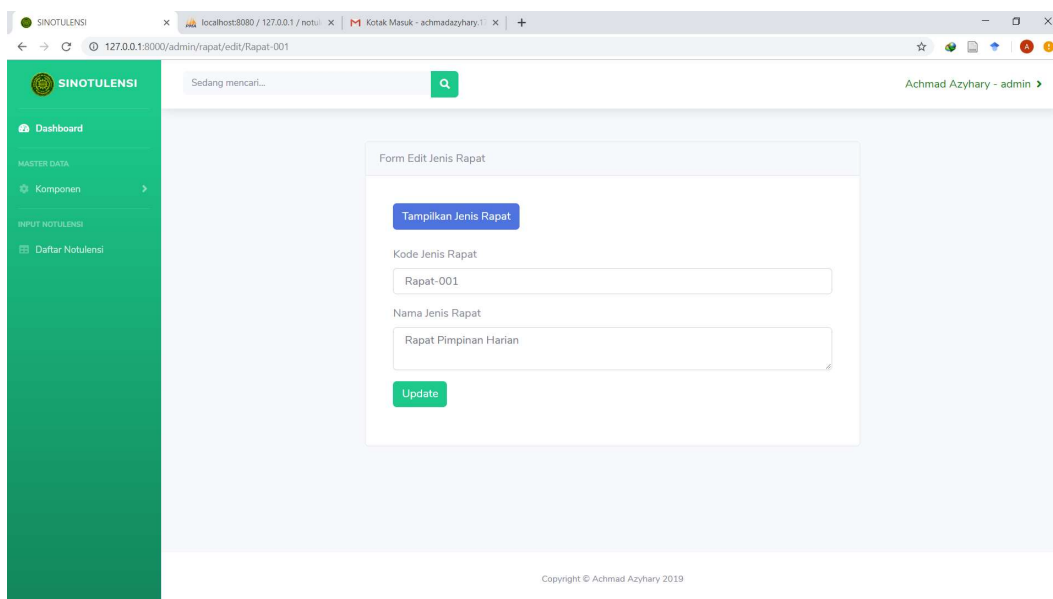 SINOTULENSI
localhost:8080 / 127.0.0.1 / notul
Kotak Masuk - achmadazyhary.1
127.0.0.1:8000/admin/rapat/edit/Rapat-001
SINOTULENSI
Sedang mencari...
Achmad Azyhary - admin
Dashboard
MASTER DATA
Komponen
INPUT NOTULENSI
Daftar Notulensi
Form Edit Jenis Rapat
Tampilkan Jenis Rapat
Kode Jenis Rapat
Rapat-001
Nama Jenis Rapat
Rapat Pimpinan Harian
Update
Copyright © Achmad Azyhary 2019